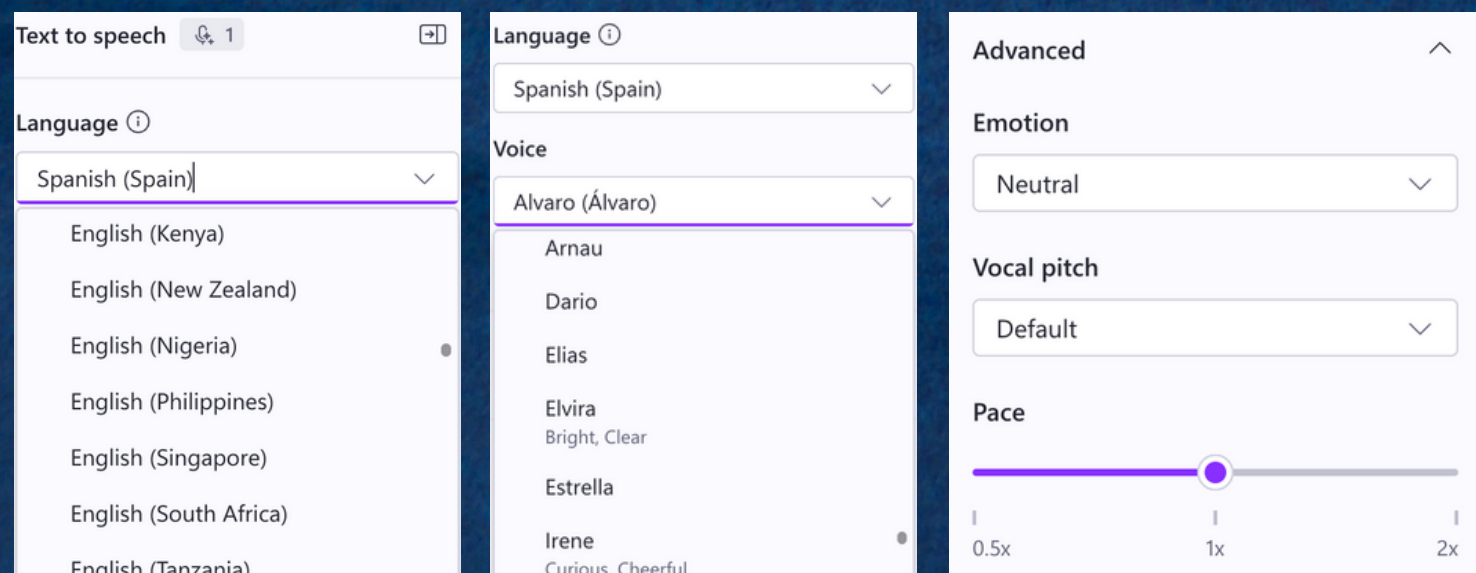 Text to speech 1
Language
Spanish (Spain)
English (Kenya)
English (New Zealand)
English (Nigeria)
English (Philippines)
English (Singapore)
English (South Africa)
English (Tanzania)
Language
Spanish (Spain)
Voice
Alvaro (Álvaro)
Arnau
Dario
Elias
Elvira
Bright, Clear
Estrella
Irene
Curious, Cheerful
Advanced
Emotion
Neutral
Vocal pitch
Default
Pace
0.5x 1x 2x